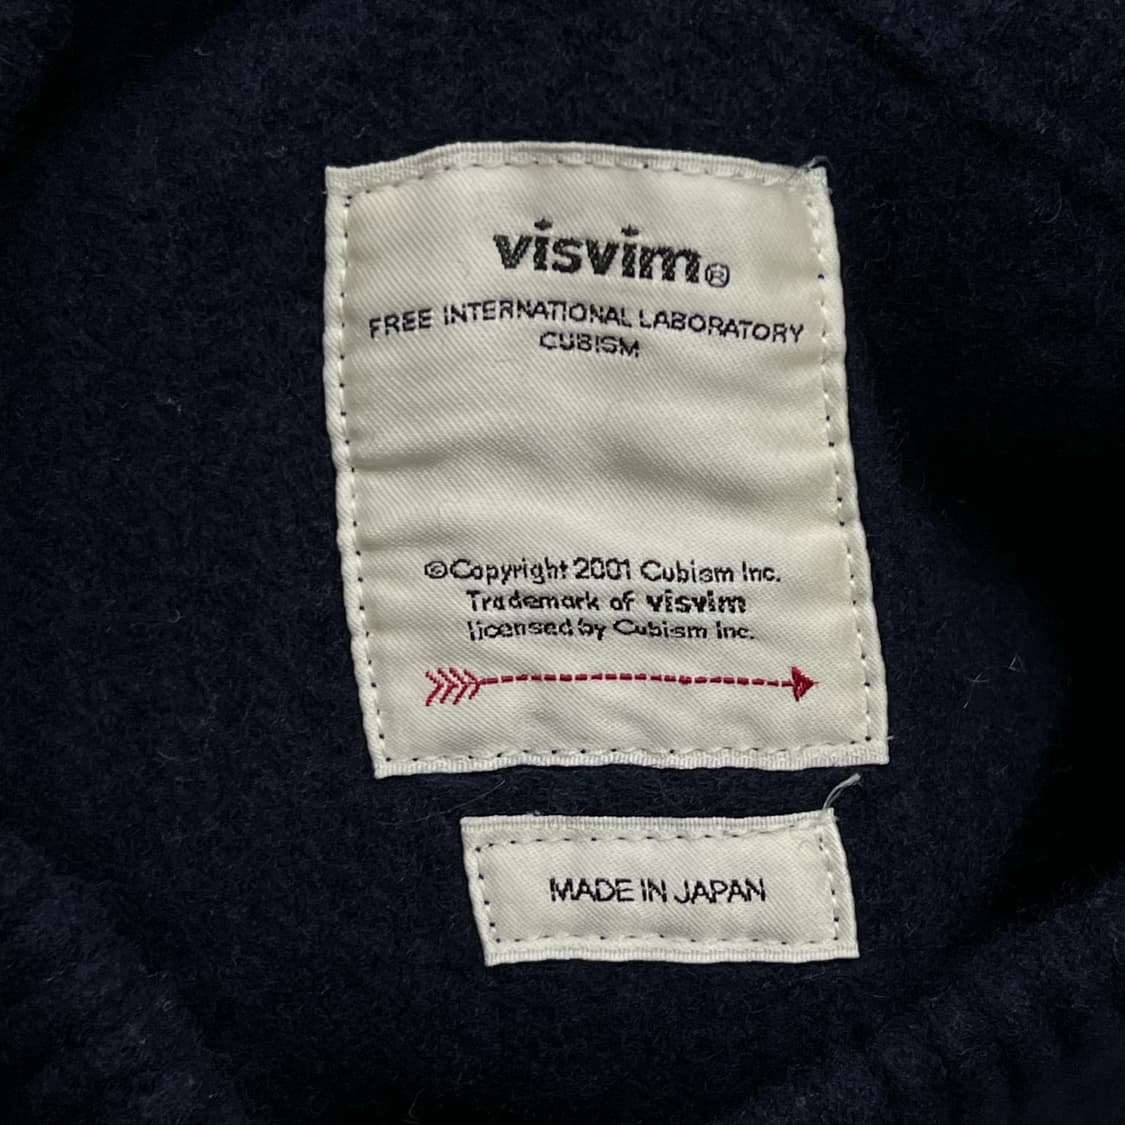 visvim®
FREE INTERNATIONAL LABORATORY
CUBISM
©Copyright 2001 Cubism Inc.
Trademark of visvim
licensed by Cubism Inc.
MADE IN JAPAN